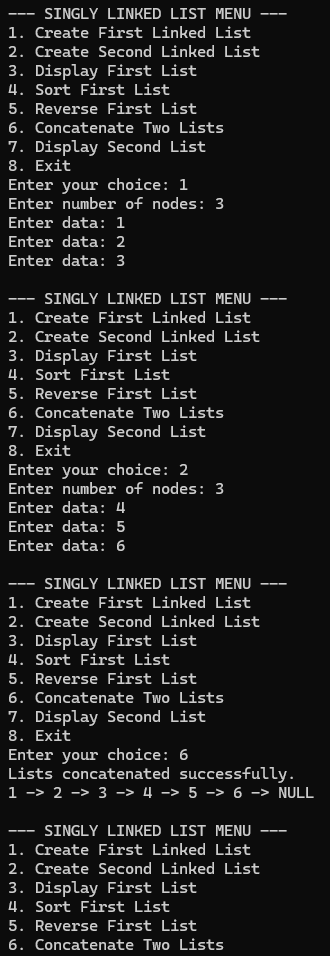 --- SINGLY LINKED LIST MENU ---
1. Create First Linked List
2. Create Second Linked List
3. Display First List
4. Sort First List
5. Reverse First List
6. Concatenate Two Lists
7. Display Second List
8. Exit
Enter your choice: 1
Enter number of nodes: 3
Enter data: 1
Enter data: 2
Enter data: 3

--- SINGLY LINKED LIST MENU ---
1. Create First Linked List
2. Create Second Linked List
3. Display First List
4. Sort First List
5. Reverse First List
6. Concatenate Two Lists
7. Display Second List
8. Exit
Enter your choice: 2
Enter number of nodes: 3
Enter data: 4
Enter data: 5
Enter data: 6

--- SINGLY LINKED LIST MENU ---
1. Create First Linked List
2. Create Second Linked List
3. Display First List
4. Sort First List
5. Reverse First List
6. Concatenate Two Lists
7. Display Second List
8. Exit
Enter your choice: 6
Lists concatenated successfully.
1 -> 2 -> 3 -> 4 -> 5 -> 6 -> NULL

--- SINGLY LINKED LIST MENU ---
1. Create First Linked List
2. Create Second Linked List
3. Display First List
4. Sort First List
5. Reverse First List
6. Concatenate Two Lists